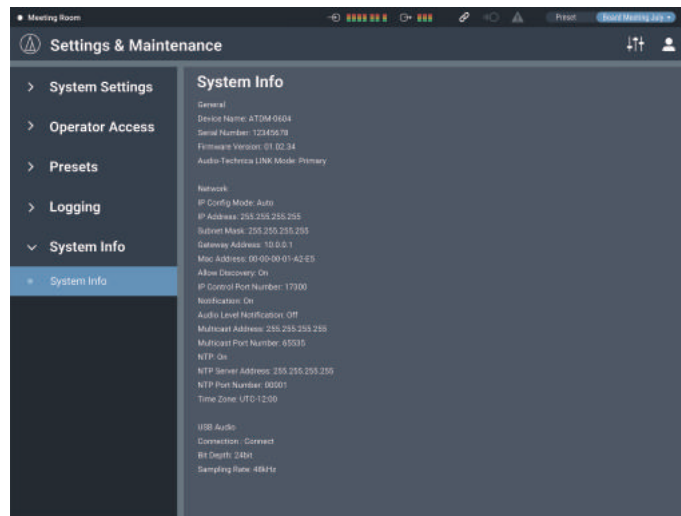 Meeting Room
Preset
Board Meeting July
Settings & Maintenance
System Settings
Operator Access
Presets
Logging
System Info
System Info
System Info
General
Device Name: ATDM-0604
Serial Number: 12345678
Firmware Version: 01.02.34
Audio-Technica LINK Mode: Primary
Network
IP Config Mode: Auto
IP Address: 255.255.255.255
Subnet Mask: 255.255.255.255
Gateway Address: 10.0.0.1
Mac Address: 00-00-00-01-A2-E5
Allow Discovery: On
IP Control Port Number: 17300
Notification: On
Audio Level Notification: Off
Multicast Address: 255.255.255.255
Multicast Port Number: 65535
NTP: On
NTP Server Address: 255.255.255.255
NTP Port Number: 00001
Time Zone: UTC-12:00
USB Audio
Connection : Connect
Bit Depth: 24bit
Sampling Rate: 48kHz